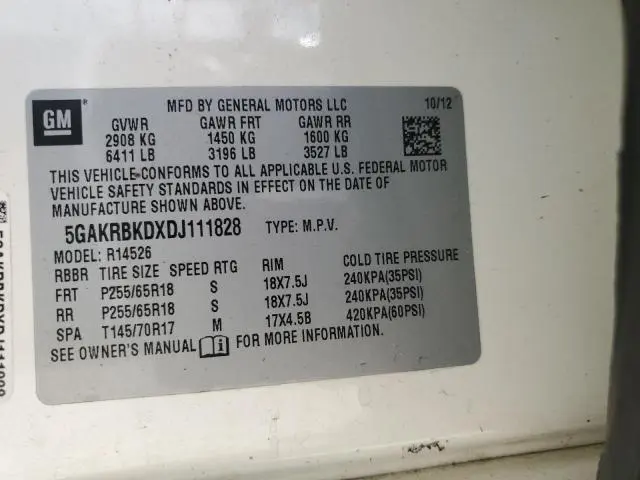 GM ®
MFD BY GENERAL MOTORS LLC 10/12
GVWR GAWR FRT GAWR RR
2908 KG 1450 KG 1600 KG
6411 LB 3196 LB 3527 LB
THIS VEHICLE CONFORMS TO ALL APPLICABLE U.S. FEDERAL MOTOR
VEHICLE SAFETY STANDARDS IN EFFECT ON THE DATE OF
MANUFACTURE SHOWN ABOVE.
5GAKRBKDXDJ111828 TYPE: M.P.V.
MODEL: R14526
RBBR TIRE SIZE SPEED RTG RIM COLD TIRE PRESSURE
FRT P255/65R18 S 18X7.5J 240KPA(35PSI)
RR P255/65R18 S 18X7.5J 240KPA(35PSI)
SPA T145/70R17 M 17X4.5B 420KPA(60PSI)
SEE OWNER'S MANUAL i FOR MORE INFORMATION.